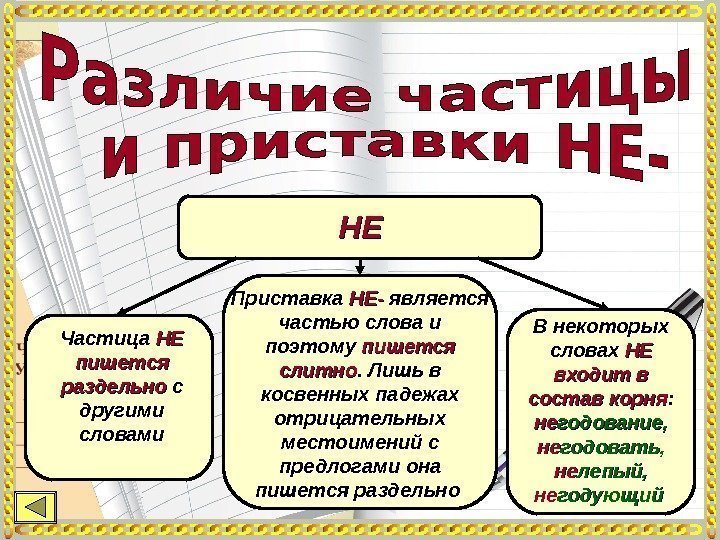 Различие частицы
и приставки НЕ-
НЕ
Частица НЕ
пишется
раздельно с
другими
словами
Приставка НЕ- является
частью слова и
поэтому пишется
слитно. Лишь в
косвенных падежах
отрицательных
местоимений с
предлогами она
пишется раздельно
В некоторых
словах НЕ
входит в
состав корня:
негодование,
негодовать,
нелепый,
негодующий